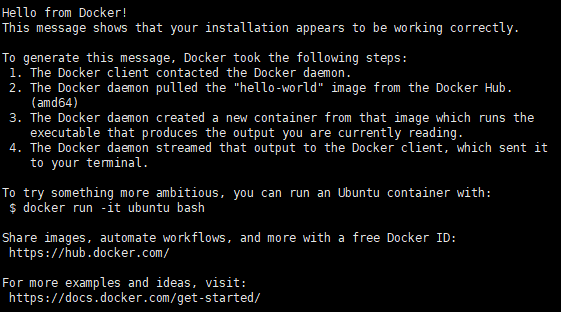 Hello from Docker!
This message shows that your installation appears to be working correctly.
To generate this message, Docker took the following steps:
1. The Docker client contacted the Docker daemon.
2. The Docker daemon pulled the "hello-world" image from the Docker Hub.
(amd64)
3. The Docker daemon created a new container from that image which runs the
executable that produces the output you are currently reading.
4. The Docker daemon streamed that output to the Docker client, which sent it
to your terminal.
To try something more ambitious, you can run an Ubuntu container with:
$ docker run -it ubuntu bash
Share images, automate workflows, and more with a free Docker ID:
https://hub.docker.com/
For more examples and ideas, visit:
https://docs.docker.com/get-started/